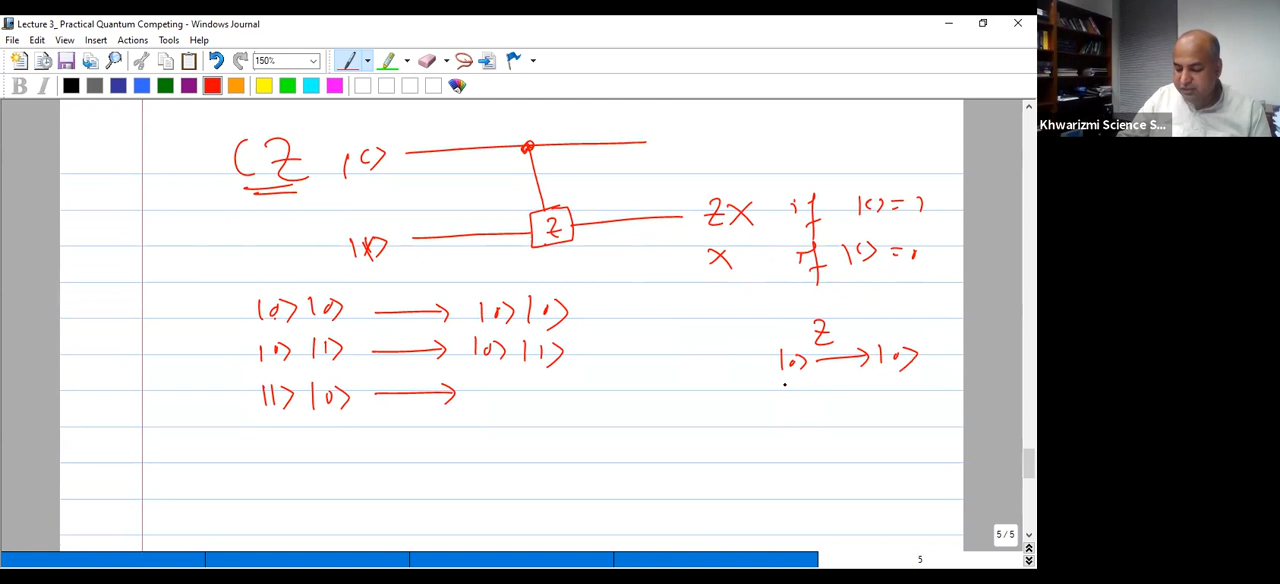 Lecture 3_ Practical Quantum Competing - Windows Journal
File Edit View Insert Actions Tools Help
150%
B I
Khwarizmi Science S...
CZ |C⟩
ZX if |C⟩ = 1
Z
|X⟩
X if |C⟩ = 0
|0⟩ |0⟩ ⟶ |0⟩ |0⟩
Z
|0⟩ |1⟩ ⟶ |0⟩ |1⟩
|0⟩ ⟶ |0⟩
|1⟩ |0⟩ ⟶
5 / 5
5